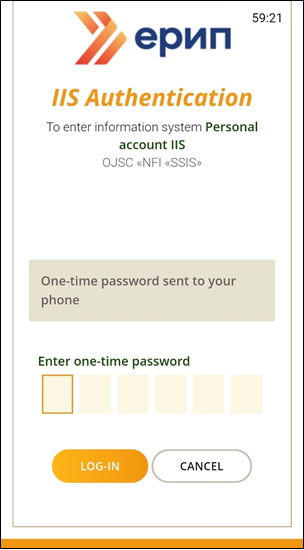 59:21
ерип
IIS Authentication
To enter information system Personal
account IIS
OJSC «NFI «SSIS»
One-time password sent to your
phone
Enter one-time password
LOG-IN
CANCEL